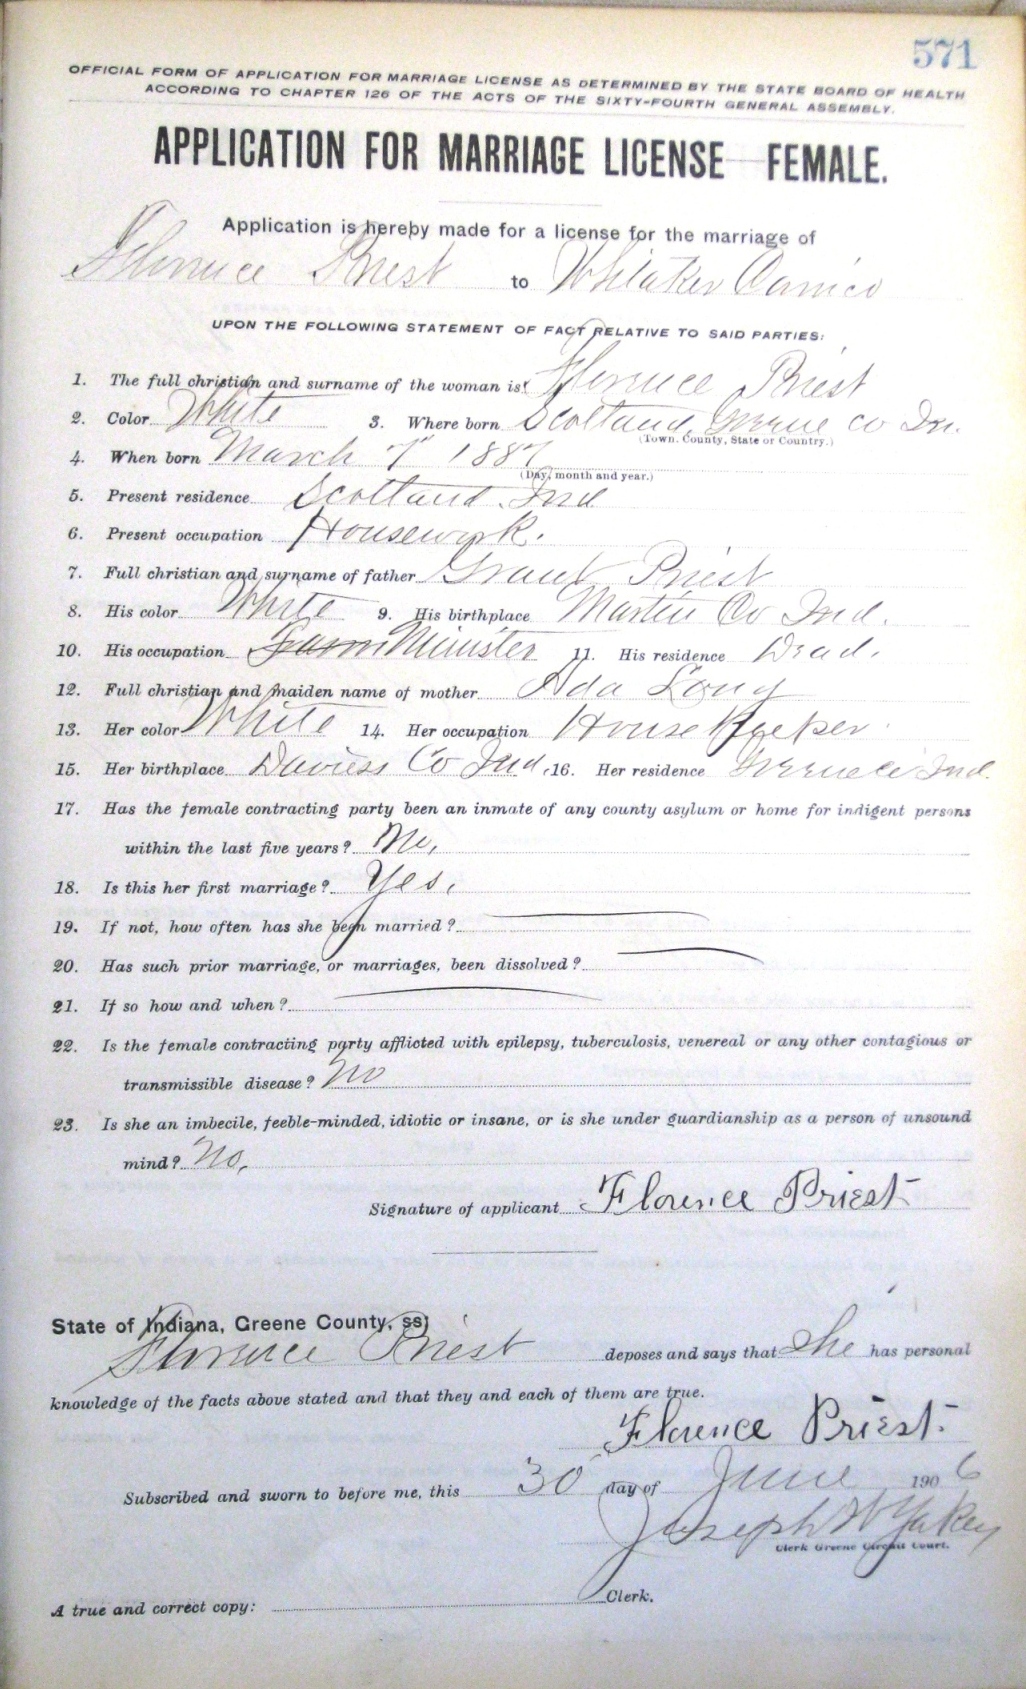 571
OFFICIAL FORM OF APPLICATION FOR MARRIAGE LICENSE AS DETERMINED BY THE STATE BOARD OF HEALTH
ACCORDING TO CHAPTER 126 OF THE ACTS OF THE SIXTY-FOURTH GENERAL ASSEMBLY.
APPLICATION FOR MARRIAGE LICENSE FEMALE.
Application is hereby made for a license for the marriage of
Florence Priest to Whitaker Carrico
UPON THE FOLLOWING STATEMENT OF FACT RELATIVE TO SAID PARTIES:
1. The full christian and surname of the woman is: Florence Priest
2. Color White 3. Where born Scotland, Greene Co In.
(Town, County, State or Country.)
4. When born March 7" 1887
(Day, month and year.)
5. Present residence Scotland. Ind
6. Present occupation Housework.
7. Full christian and surname of father Grant Priest
8. His color White 9. His birthplace Martin Co Ind.
10. His occupation Farm Minister 11. His residence Dead.
12. Full christian and maiden name of mother Ada Long
13. Her color White 14. Her occupation House Keeper
15. Her birthplace Daviess Co Ind. 16. Her residence Greene Co Ind.
17. Has the female contracting party been an inmate of any county asylum or home for indigent persons
within the last five years? No.
18. Is this her first marriage? Yes.
19. If not, how often has she been married?
20. Has such prior marriage, or marriages, been dissolved?
21. If so how and when?
22. Is the female contracting party afflicted with epilepsy, tuberculosis, venereal or any other contagious or
transmissible disease? No
23. Is she an imbecile, feeble-minded, idiotic or insane, or is she under guardianship as a person of unsound
mind? No.
Signature of applicant Florence Priest
State of Indiana, Greene County, ss
Florence Priest deposes and says that She has personal
knowledge of the facts above stated and that they and each of them are true.
Florence Priest.
Subscribed and sworn to before me, this 30 day of June 1906
Joseph W Yakey
Clerk Greene Circuit Court.
A true and correct copy: Clerk.